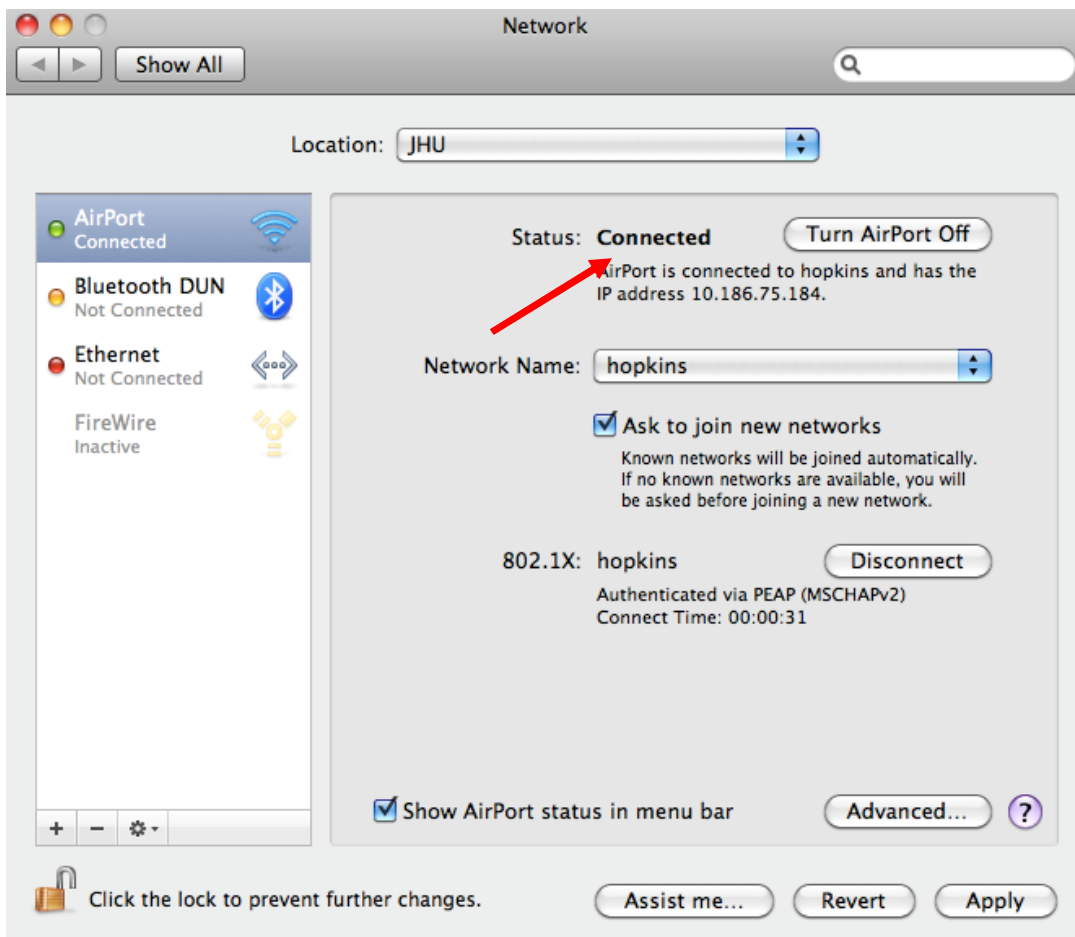 Network
Show All
Location: JHU
AirPort
Connected
Bluetooth DUN
Not Connected
Ethernet
Not Connected
FireWire
Inactive
Status: Connected
Turn AirPort Off
AirPort is connected to hopkins and has the
IP address 10.186.75.184.
Network Name: hopkins
Ask to join new networks
Known networks will be joined automatically.
If no known networks are available, you will
be asked before joining a new network.
802.1X: hopkins
Disconnect
Authenticated via PEAP (MSCHAPv2)
Connect Time: 00:00:31
Show AirPort status in menu bar
Advanced...
?
Click the lock to prevent further changes.
Assist me...
Revert
Apply